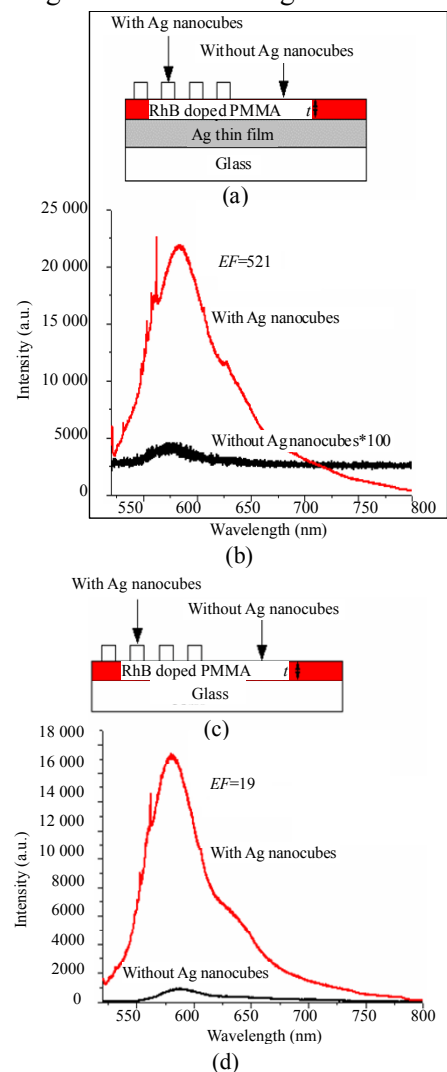 With Ag nanocubes
Without Ag nanocubes
RhB doped PMMA t
Ag thin film
Glass
(a)
25 000
20 000
15 000
10 000
5000
0
Intensity (a.u.)
EF=521
With Ag nanocubes
Without Agnanocubes*100
550 600 650 700 750 800
Wavelength (nm)
(b)
With Ag nanocubes
Without Ag nanocubes
RhB doped PMMA t
Glass
(c)
18 000
16 000
14 000
12 000
10 000
8000
6000
4000
2000
0
Intensity (a.u.)
EF=19
With Ag nanocubes
Without Ag nanocubes
550 600 650 700 750 800
Wavelength (nm)
(d)